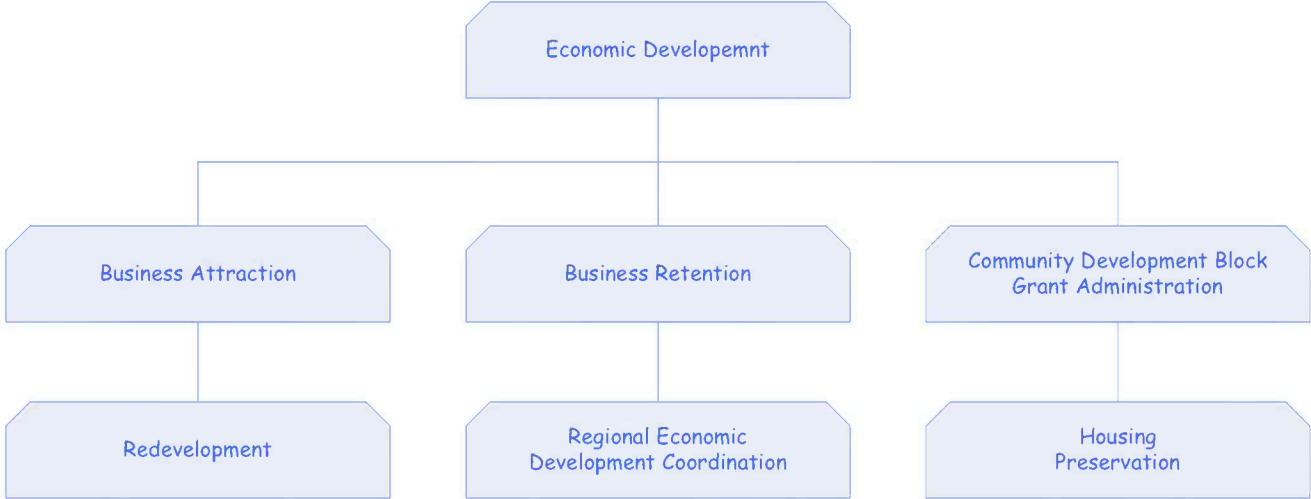 Economic Developemnt
Business Attraction
Business Retention
Community Development Block
Grant Administration
Redevelopment
Regional Economic
Development Coordination
Housing
Preservation